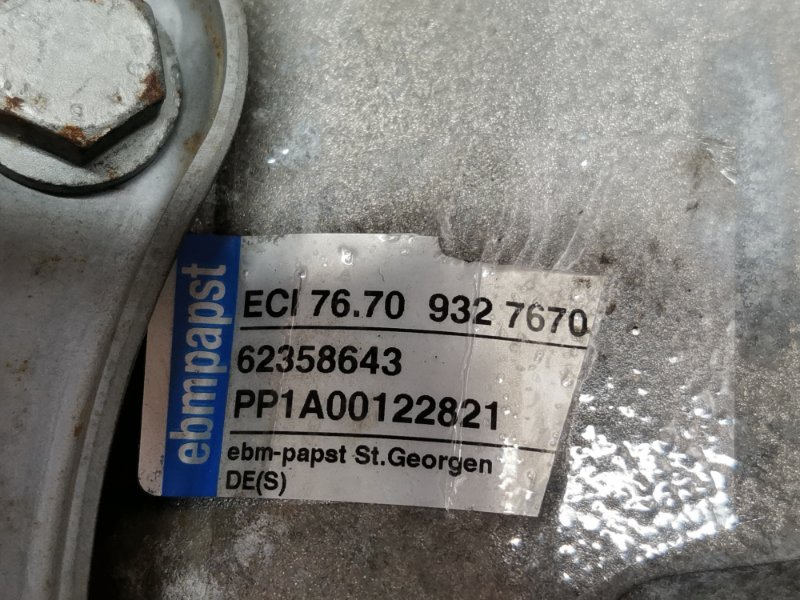 ebmpapst
ECI 76.70 932 7670
62358643
PP1A00122821
ebm-papst St.Georgen
DE(S)